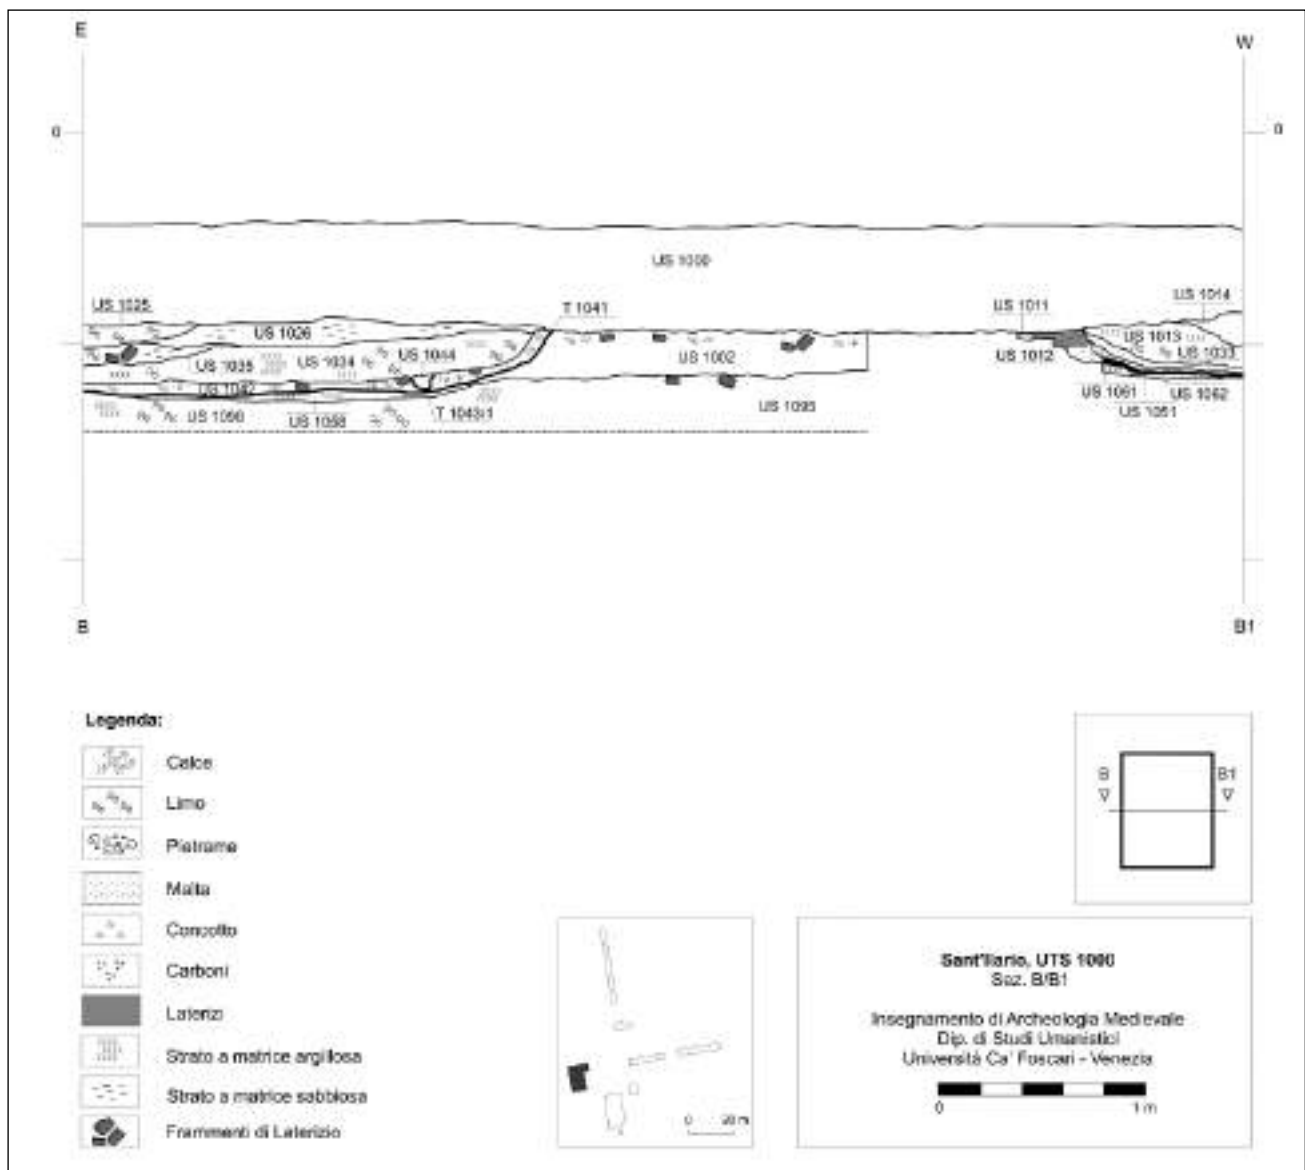 E
W
0
0
US 1000
US 1025
US 1026
T 1041
US 1011
US 1014
US 1035
US 1034
US 1044
US 1002
US 1012
US 1013
US 1033
US 1042
US 1058
T 1043/1
US 1061
US 1062
US 1051
B
B1
Legenda:
Calce
Limo
Pietrame
Malta
Concotto
Carboni
Laterizi
Strato a matrice argillosa
Strato a matrice sabbiosa
Frammenti di Laterizio
B
B1
0
Sant'Ilario, UTS 1000
Sez. B/B1
Insegnamento di Archeologia Medievale
Dip. di Studi Umanistici
Università Ca' Foscari - Venezia
0
1 m